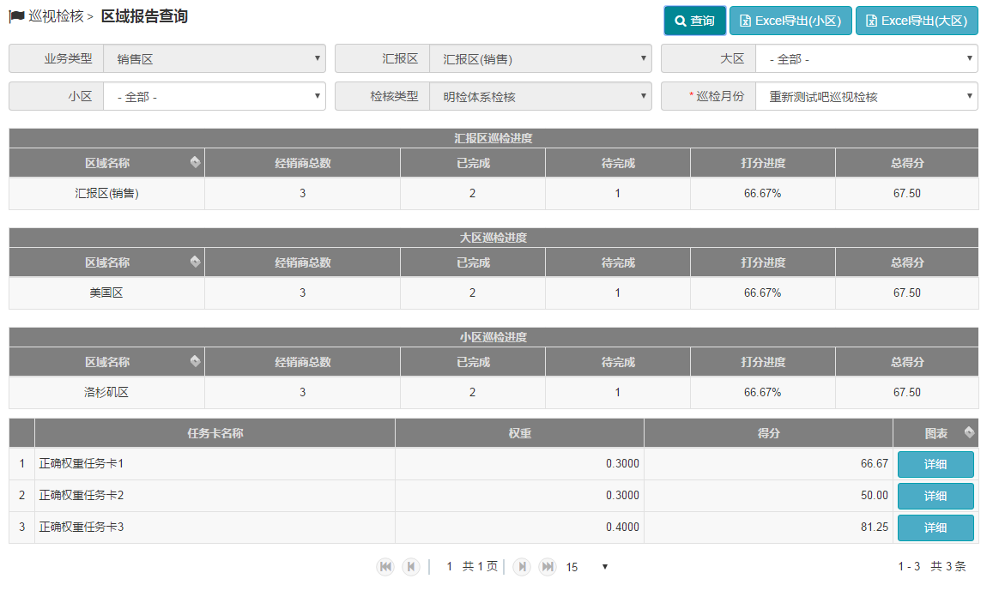 巡视检核 > 区域报告查询
查询 Excel导出(小区) Excel导出(大区)
业务类型 销售区 汇报区 汇报区(销售) 大区 - 全部 -
小区 - 全部 - 检核类型 明检体系检核 * 巡检月份 重新测试吧巡视检核
汇报区巡检进度
区域名称 经销商总数 已完成 待完成 打分进度 总得分
汇报区(销售) 3 2 1 66.67% 67.50
大区巡检进度
区域名称 经销商总数 已完成 待完成 打分进度 总得分
美国区 3 2 1 66.67% 67.50
小区巡检进度
区域名称 经销商总数 已完成 待完成 打分进度 总得分
洛杉矶区 3 2 1 66.67% 67.50
任务卡名称 权重 得分 图表
1 正确权重任务卡1 0.3000 66.67 详细
2 正确权重任务卡2 0.3000 50.00 详细
3 正确权重任务卡3 0.4000 81.25 详细
1 共 1 页 15 1 - 3 共 3 条